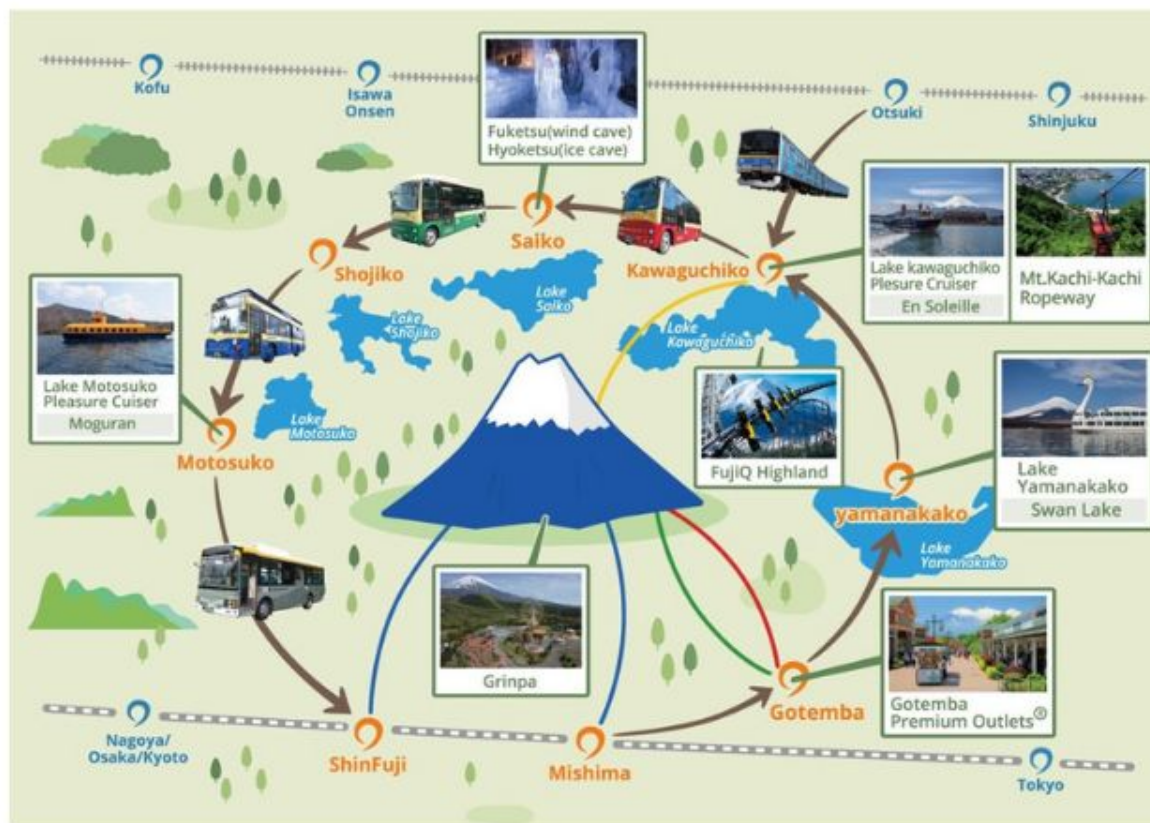 Kofu
Isawa
Onsen
Otsuki
Shinjuku
Fuketsu(wind cave)
Hyoketsu(ice cave)
Saiko
Kawaguchiko
Shojiko
Lake kawaguchiko
Plesure Cruiser
En Soleille
Mt.Kachi-Kachi
Ropeway
Lake
Saiko
Lake
Shojiko
Lake
Kawaguchiko
Lake Motosuko
Pleasure Cuiser
Moguran
Lake
Motosuko
Motosuko
FujiQ Highland
Lake
Yamanakako
Swan Lake
yamanakako
Lake
Yamanakako
Grinpa
Gotemba
Gotemba
Premium Outlets®
Nagoya/
Osaka/Kyoto
ShinFuji
Mishima
Tokyo